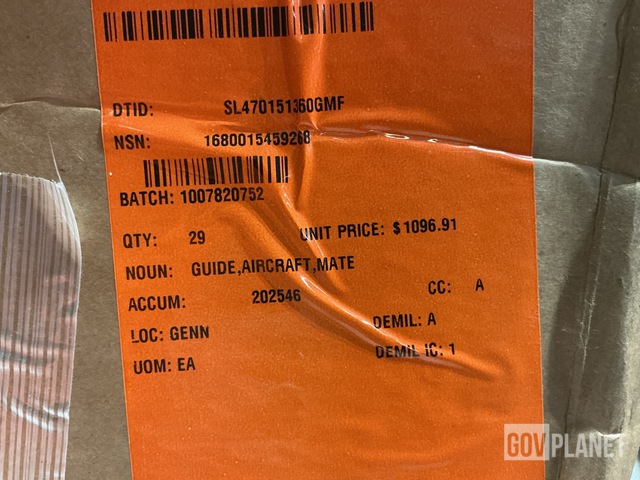 DTID: SL470151360GMF
NSN: 1680015459268
BATCH: 1007820752
QTY: 29 UNIT PRICE: $1096.91
NOUN: GUIDE,AIRCRAFT,MATE
ACCUM: 202546 CC: A
LOC: GENN DEMIL: A
UOM: EA DEMIL IC: 1
GOVPLANET